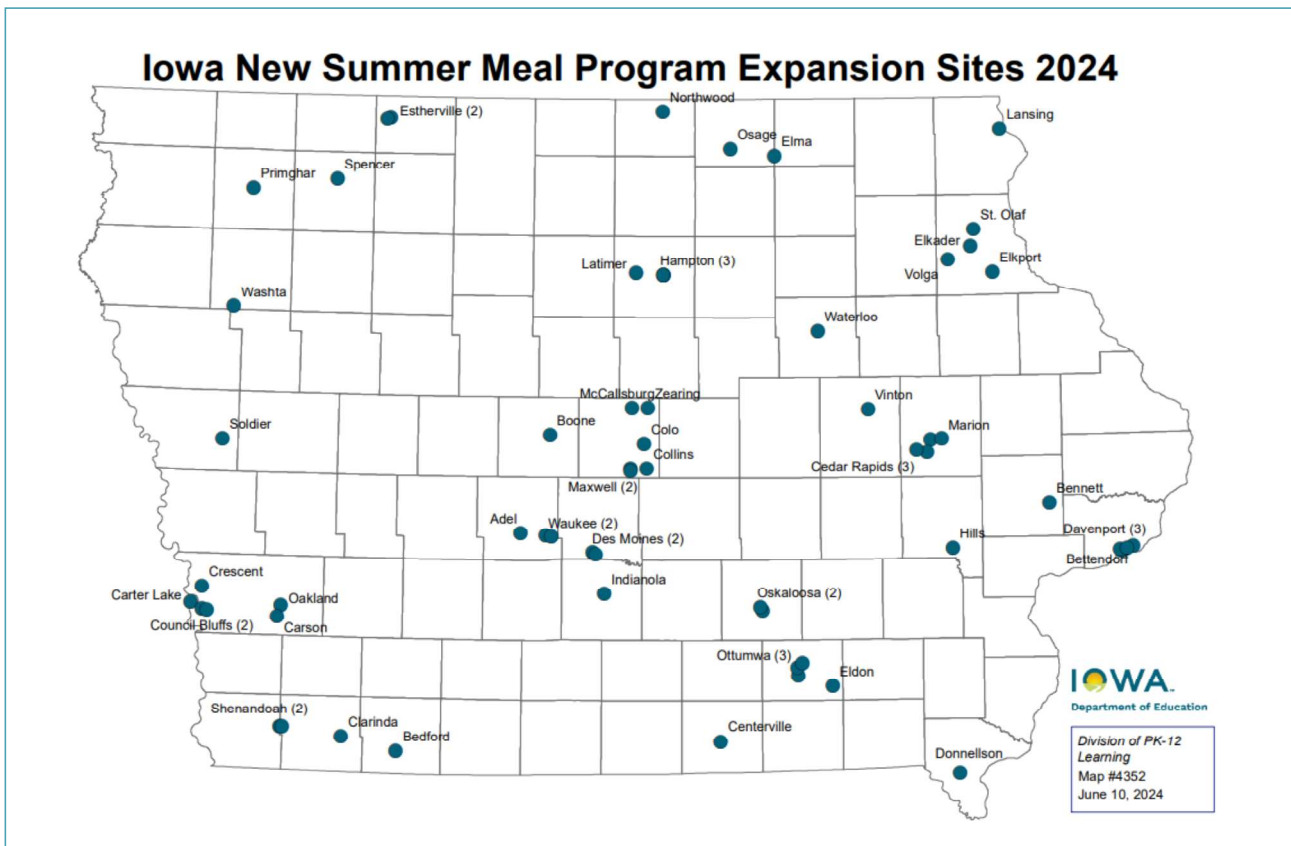 Iowa New Summer Meal Program Expansion Sites 2024
Northwood
Estherville (2)
Lansing
Osage
Elma
Spencer
Primghar
St. Olaf
Elkader
Hampton (3)
Latimer
Elkport
Volga
Washta
Waterloo
McCallsburg
Zearing
Vinton
Soldier
Boone
Marion
Colo
Collins
Cedar Rapids (3)
Maxwell (2)
Bennett
Adel
Waukee (2)
Davenport (3)
Hills
Des Moines (2)
Bettendorf
Crescent
Indianola
Carter Lake
Oakland
Oskaloosa (2)
Council Bluffs (2)
Carson
Ottumwa (3)
Eldon
IOWA
Department of Education
Shenandoah (2)
Clarinda
Centerville
Bedford
Division of PK-12
Learning
Donnellson
Map #4352
June 10, 2024